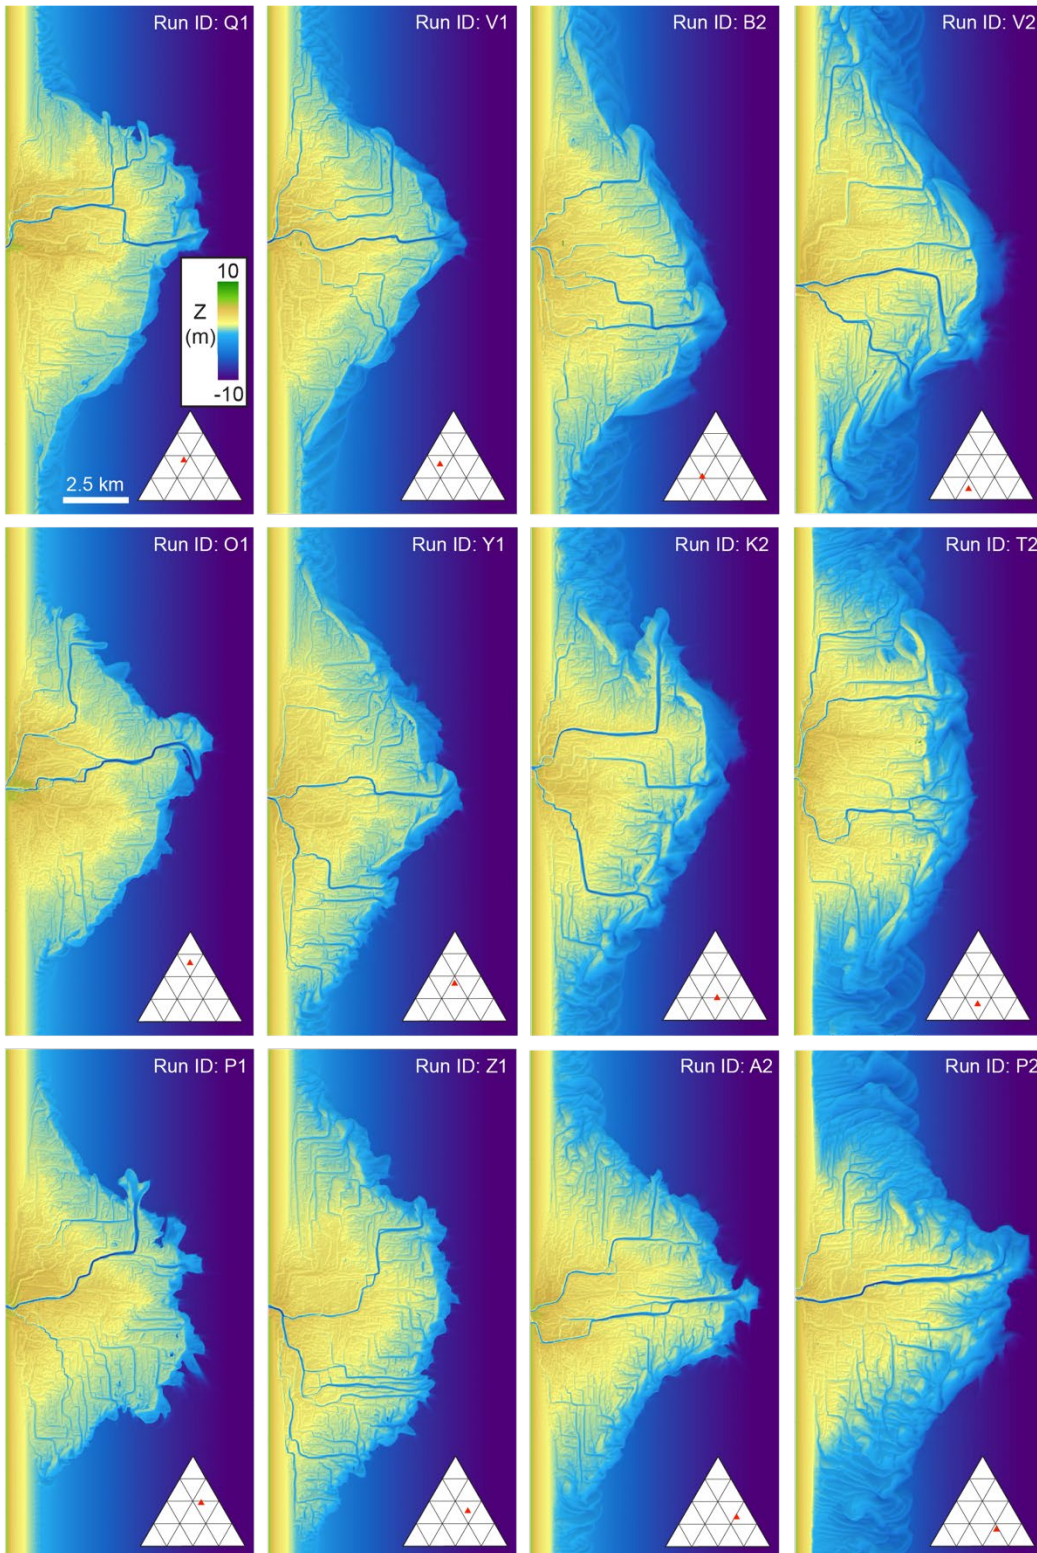 Run ID: Q1
Run ID: V1
Run ID: B2
Run ID: V2
10
Z
(m)
-10
2.5 km
Run ID: O1
Run ID: Y1
Run ID: K2
Run ID: T2
Run ID: P1
Run ID: Z1
Run ID: A2
Run ID: P2